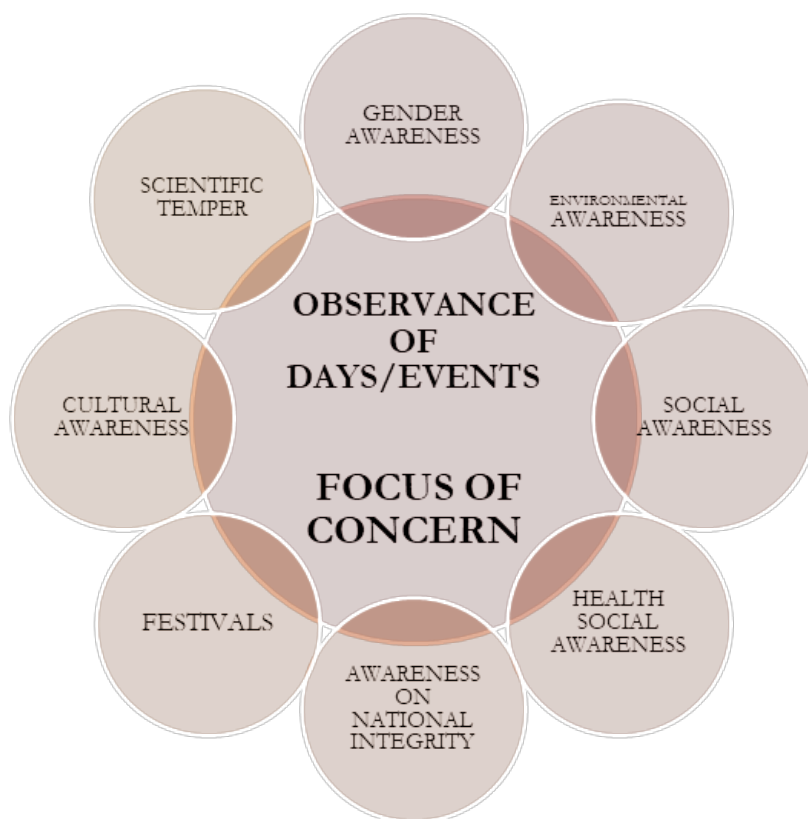 GENDER
AWARENESS
ENVIRONMENTAL
AWARENESS
SOCIAL
AWARENESS
HEALTH
SOCIAL
AWARENESS
AWARENESS
ON
NATIONAL
INTEGRITY
FESTIVALS
CULTURAL
AWARENESS
SCIENTIFIC
TEMPER
OBSERVANCE
OF
DAYS/EVENTS
FOCUS OF
CONCERN